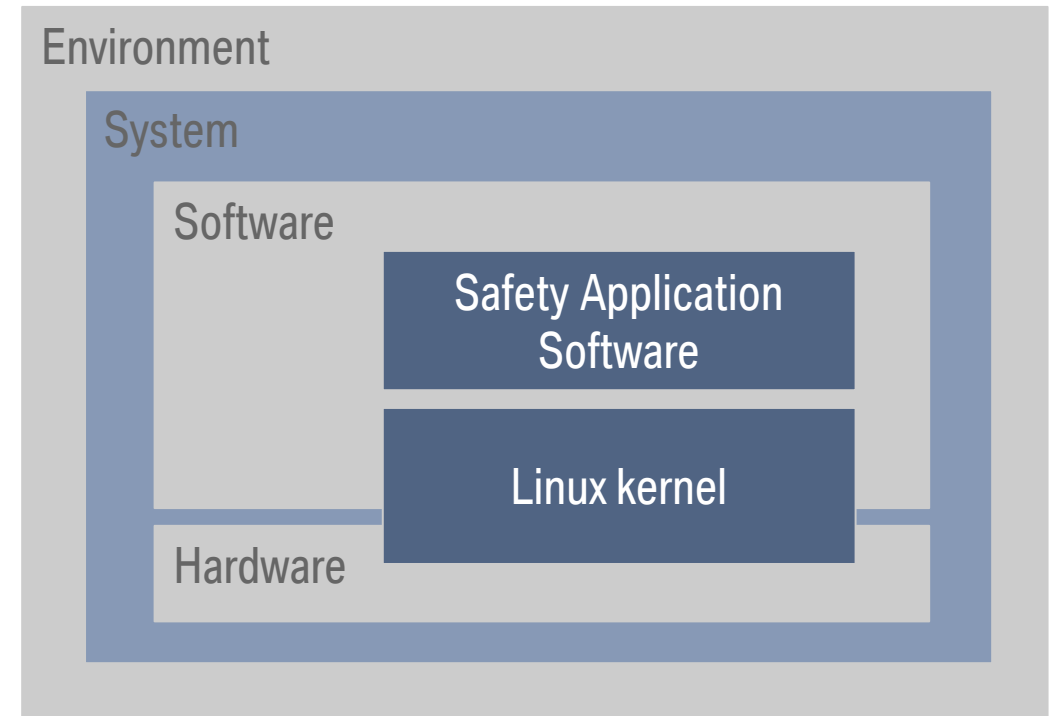 Environment
System
Software
Safety Application
Software
Linux kernel
Hardware